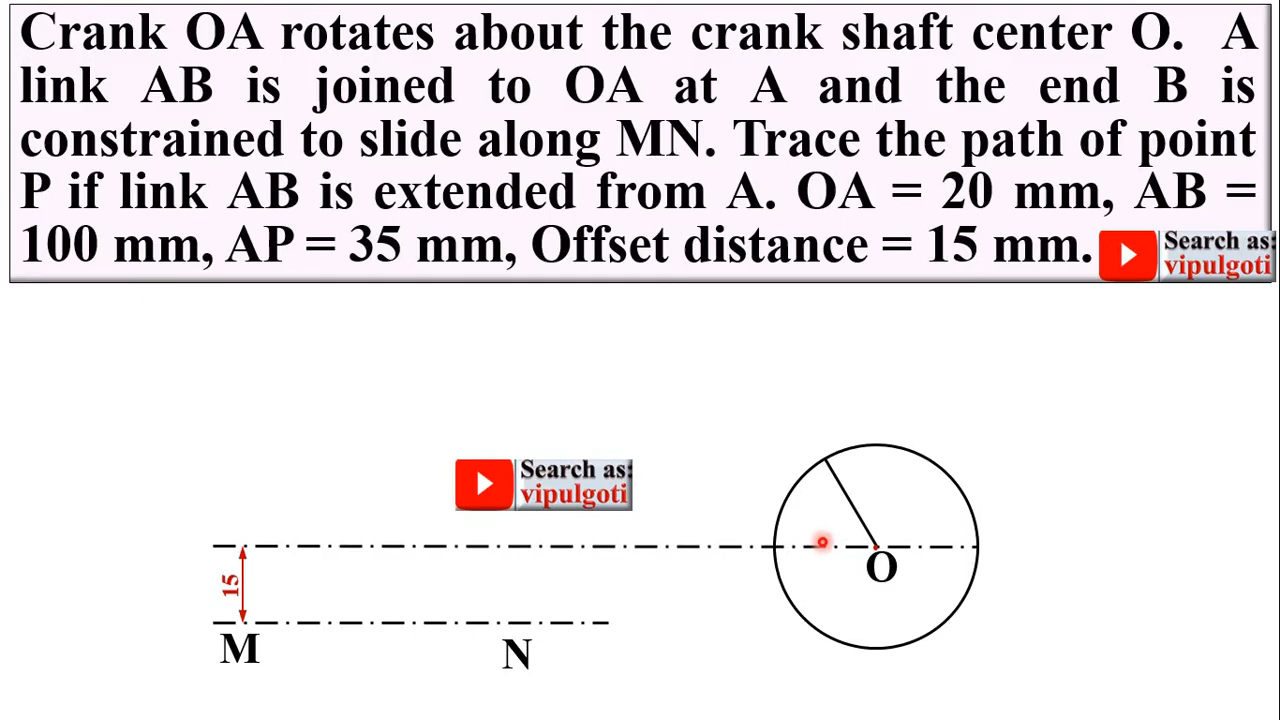 Crank OA rotates about the crank shaft center O. A
link AB is joined to OA at A and the end B is
constrained to slide along MN. Trace the path of point
P if link AB is extended from A. OA = 20 mm, AB =
100 mm, AP = 35 mm, Offset distance = 15 mm.
Search as:
vipulgoti
Search as:
vipulgoti
O
15
M
N